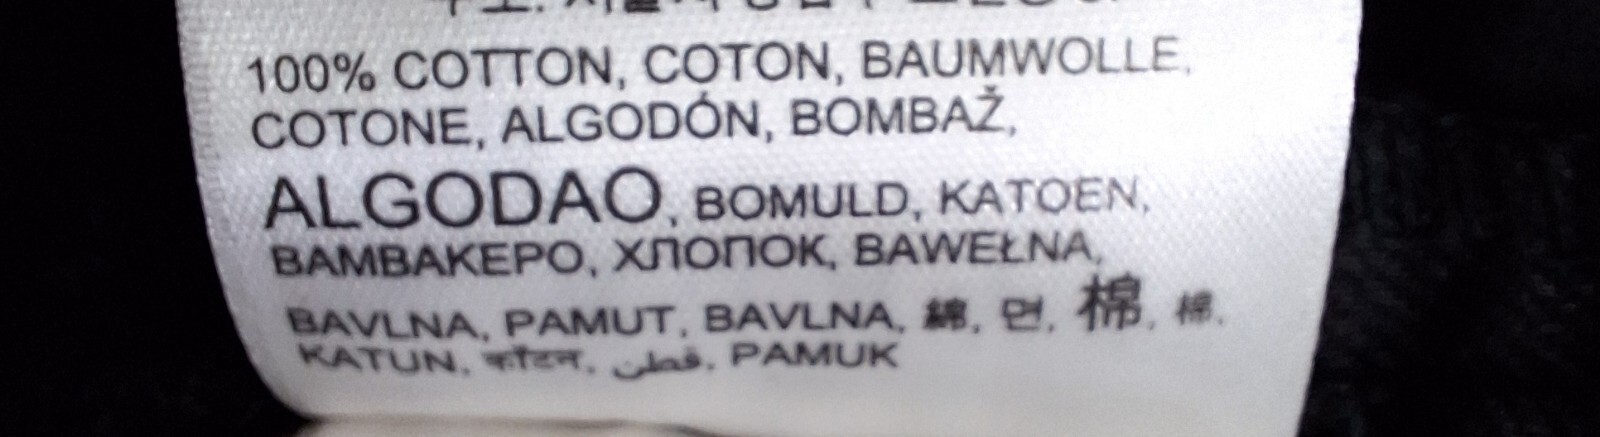 100% COTTON, COTON, BAUMWOLLE,
COTONE, ALGODÓN, BOMBAŽ,
ALGODAO, BOMULD, KATOEN,
ΒΑΜΒΑΚΕΡΟ, ХЛОПОК, BAWEŁNA,
BAVLNA, PAMUT, BAVLNA, 綿, 면, 棉, 棉,
KATUN, कॉटन, قطن, PAMUK